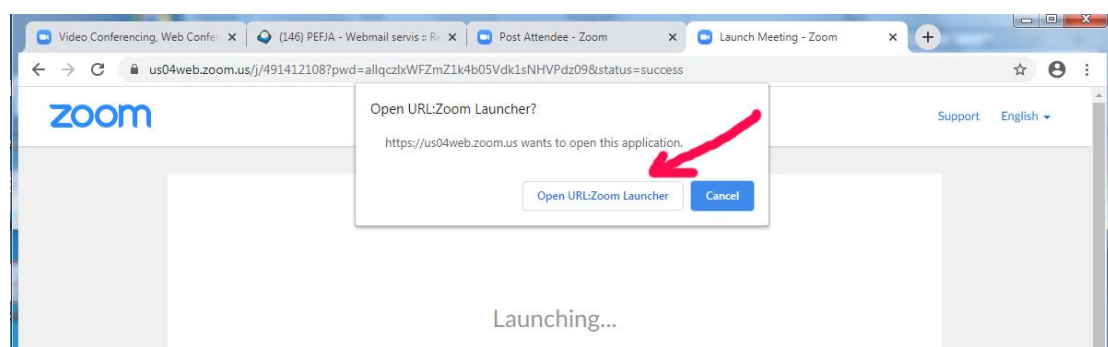 Video Conferencing, Web Confer
(146) PEFJA - Webmail servis :: Re
Post Attendee - Zoom
Launch Meeting - Zoom
us04web.zoom.us/j/491412108?pwd=allqczlxWFZmZ1k4b05Vdk1sNHVPdz09&status=success
zoom
Support English
Open URL:Zoom Launcher?
https://us04web.zoom.us wants to open this application.
Open URL:Zoom Launcher Cancel
Launching...